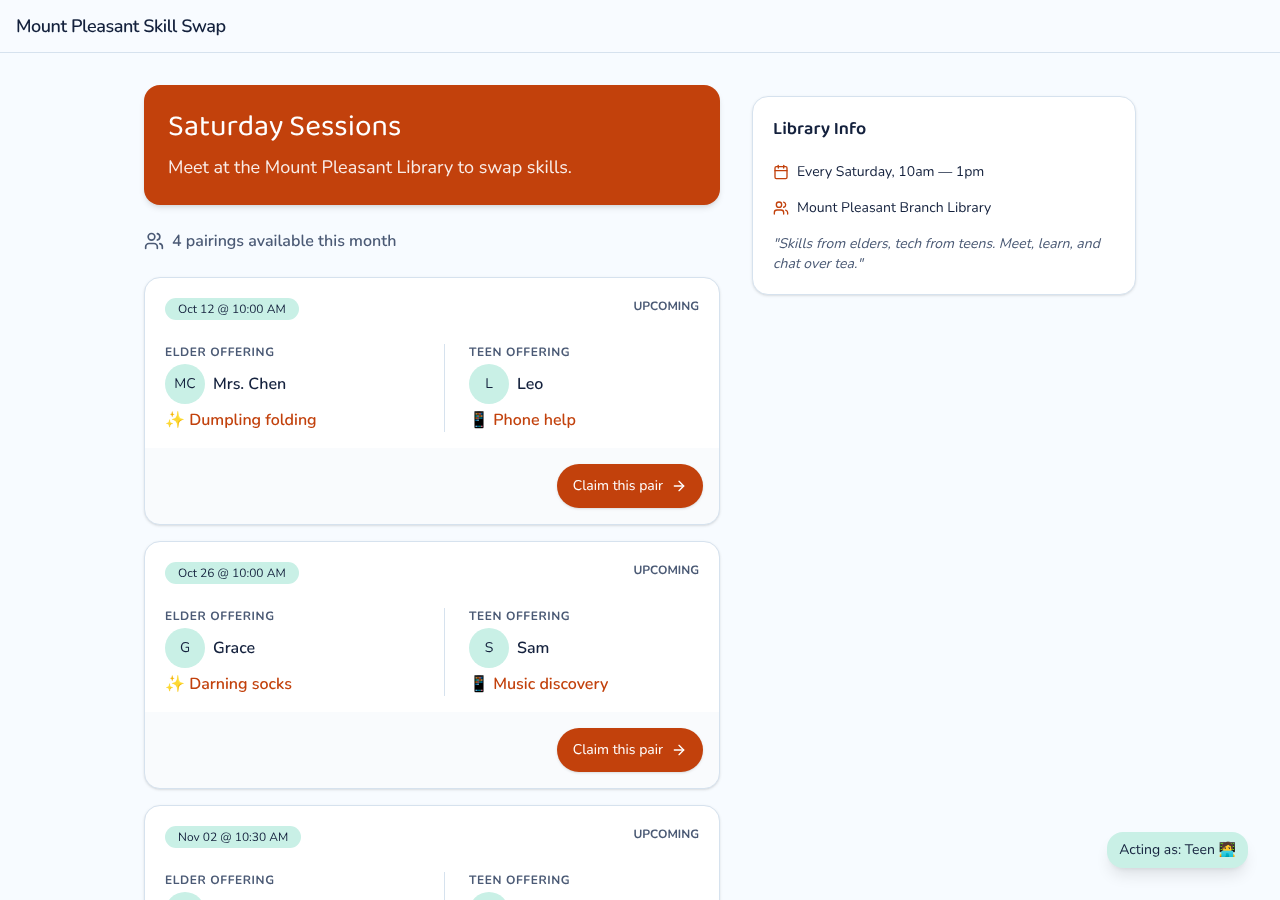 Mount Pleasant Skill Swap
Saturday Sessions
Meet at the Mount Pleasant Library to swap skills.
4 pairings available this month
Oct 12 @ 10:00 AM
UPCOMING
ELDER OFFERING
MC
Mrs. Chen
✨ Dumpling folding
TEEN OFFERING
L
Leo
📱 Phone help
Claim this pair →
Oct 26 @ 10:00 AM
UPCOMING
ELDER OFFERING
G
Grace
✨ Darning socks
TEEN OFFERING
S
Sam
📱 Music discovery
Claim this pair →
Nov 02 @ 10:30 AM
UPCOMING
ELDER OFFERING
TEEN OFFERING
Library Info
Every Saturday, 10am — 1pm
Mount Pleasant Branch Library
"Skills from elders, tech from teens. Meet, learn, and
chat over tea."
Acting as: Teen 🧑‍💻